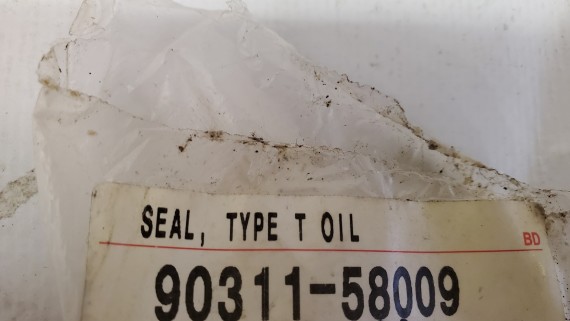 SEAL, TYPE T OIL
BD
90311-58009